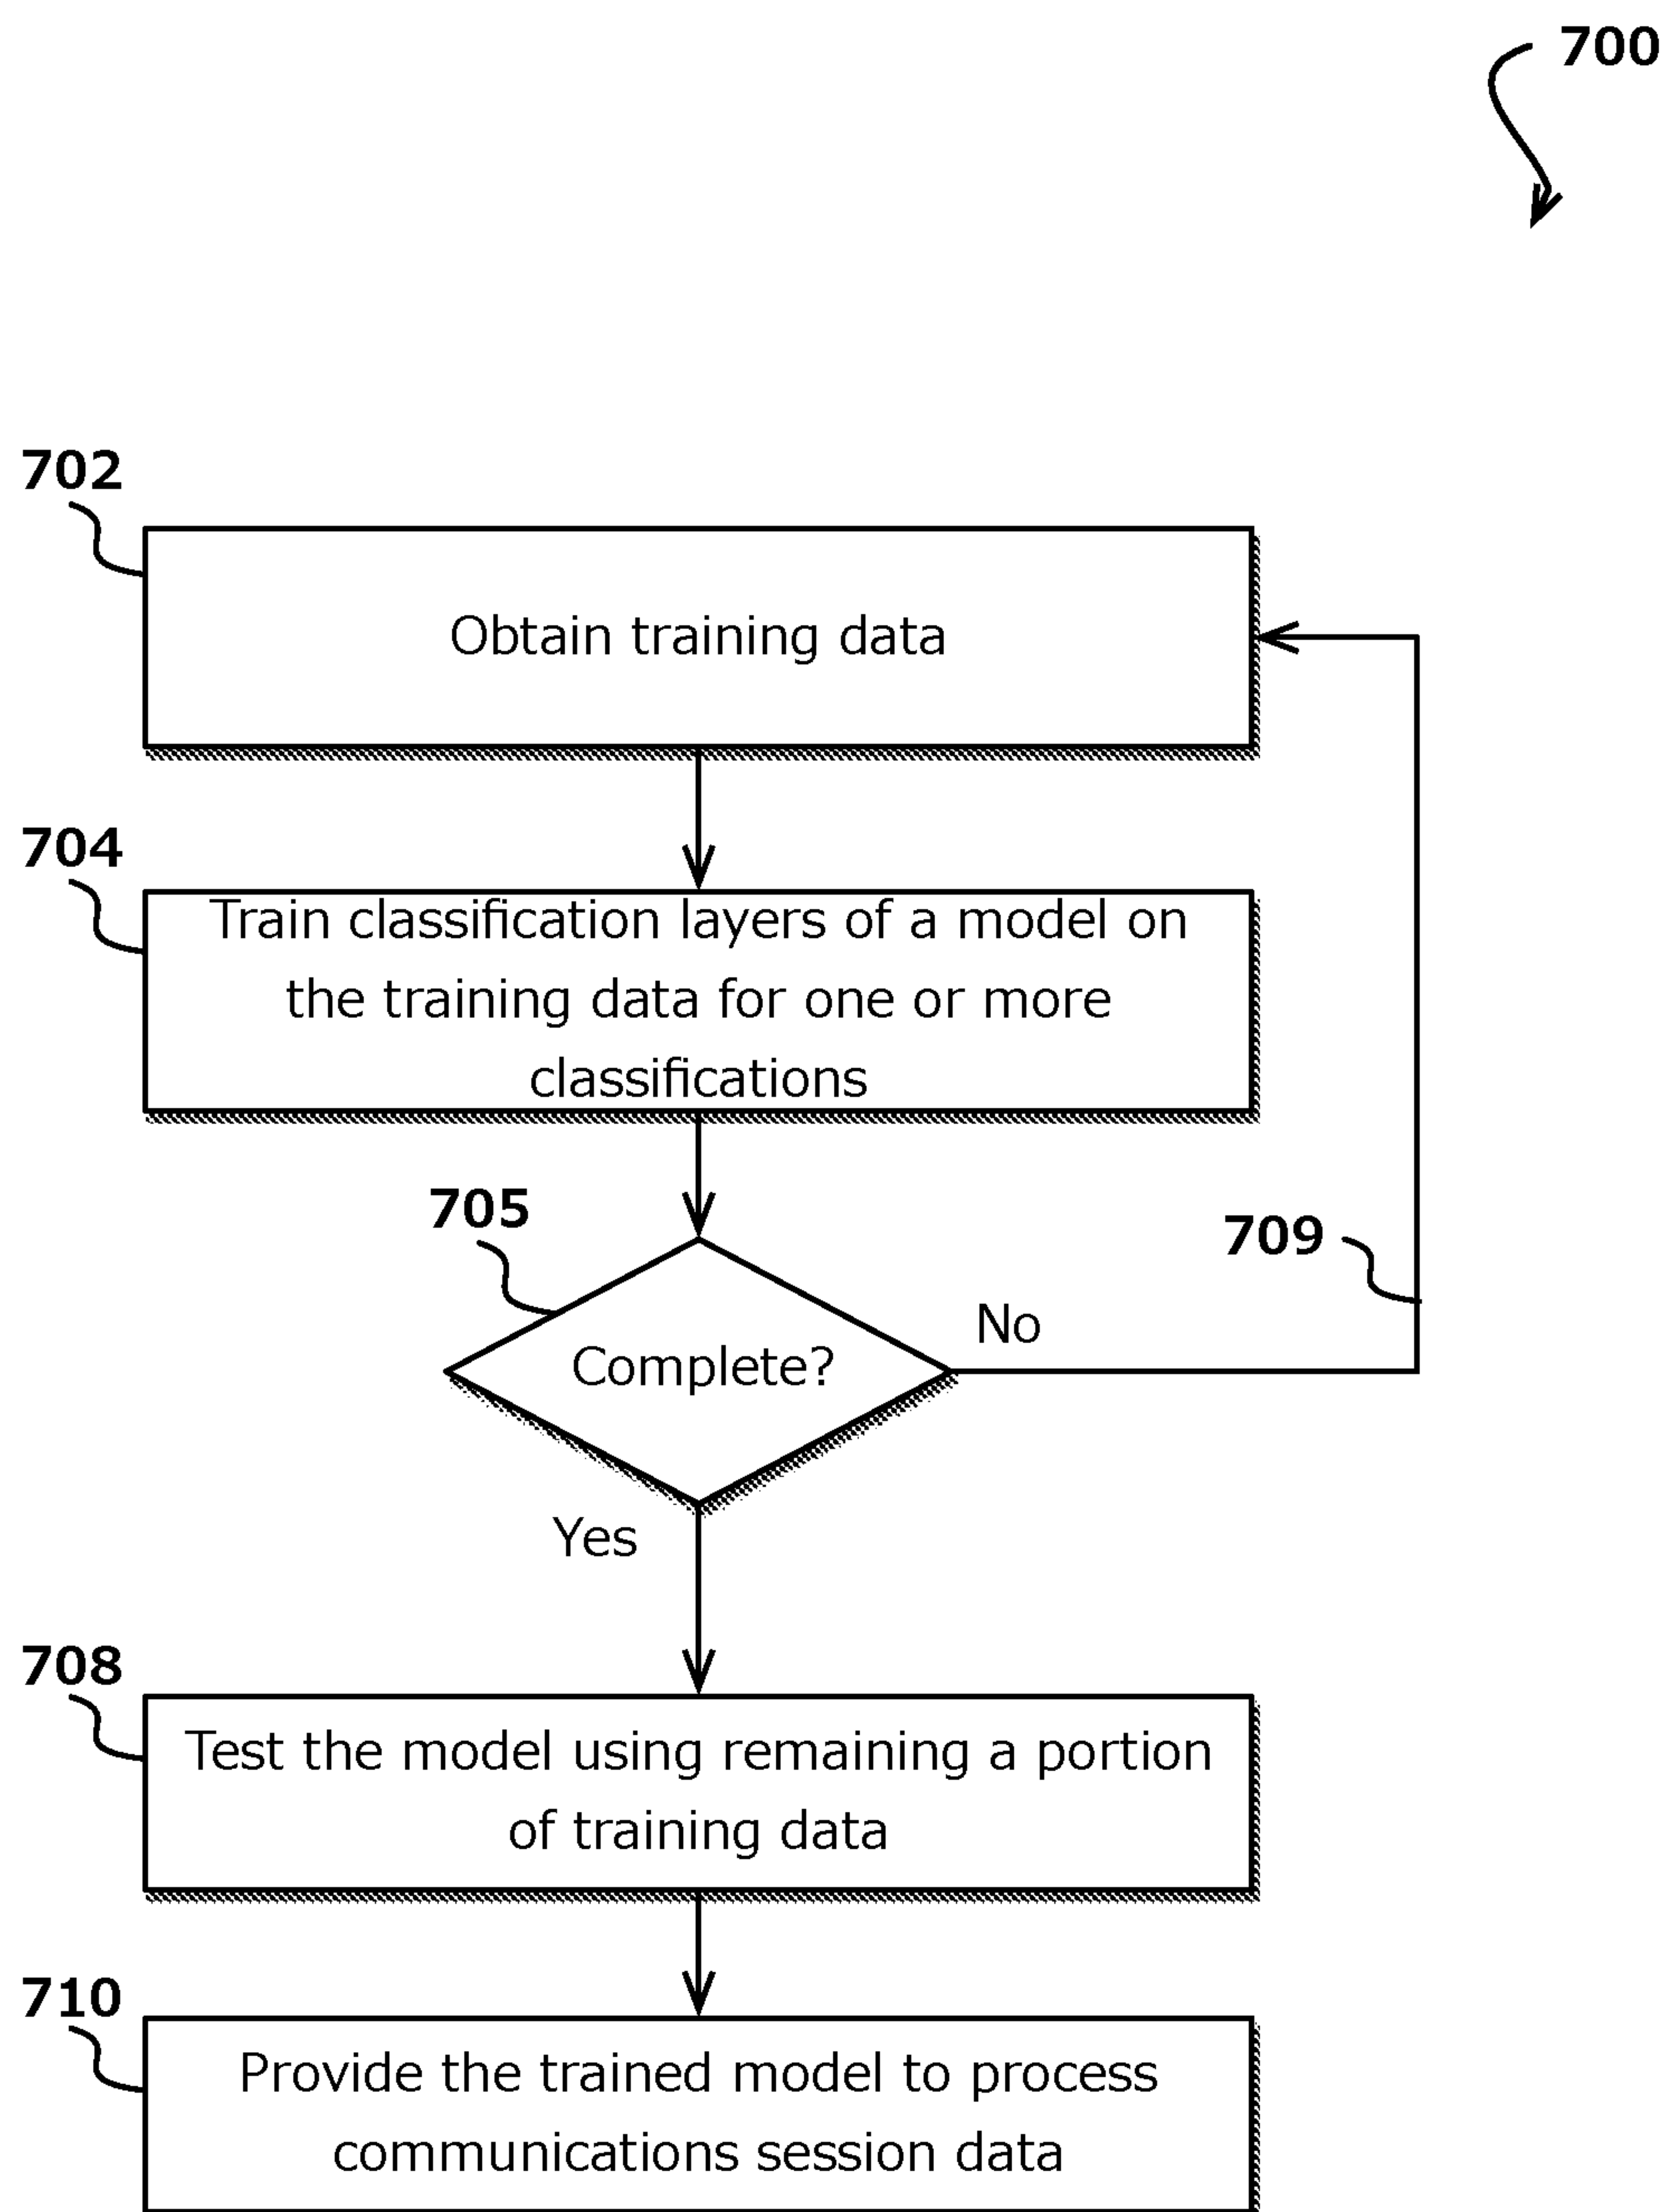 700
702
Obtain training data
704
Train classification layers of a model on
the training data for one or more
classifications
705
709
Complete?
No
Yes
708
Test the model using remaining a portion
of training data
710
Provide the trained model to process
communications session data